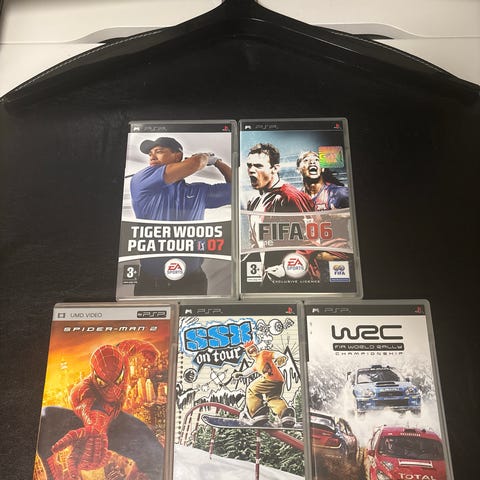 PSP
TIGER WOODS
PGA TOUR 07
3+
EA
SPORTS
PSP
FIFA 06
3+
EA
SPORTS
EXCLUSIVE LICENCE
FIFA
UMD VIDEO
PSP
SPIDER-MAN 2
PSP
SSX
on tour
PSP
WRC
FIA WORLD RALLY
CHAMPIONSHIP
TOTAL